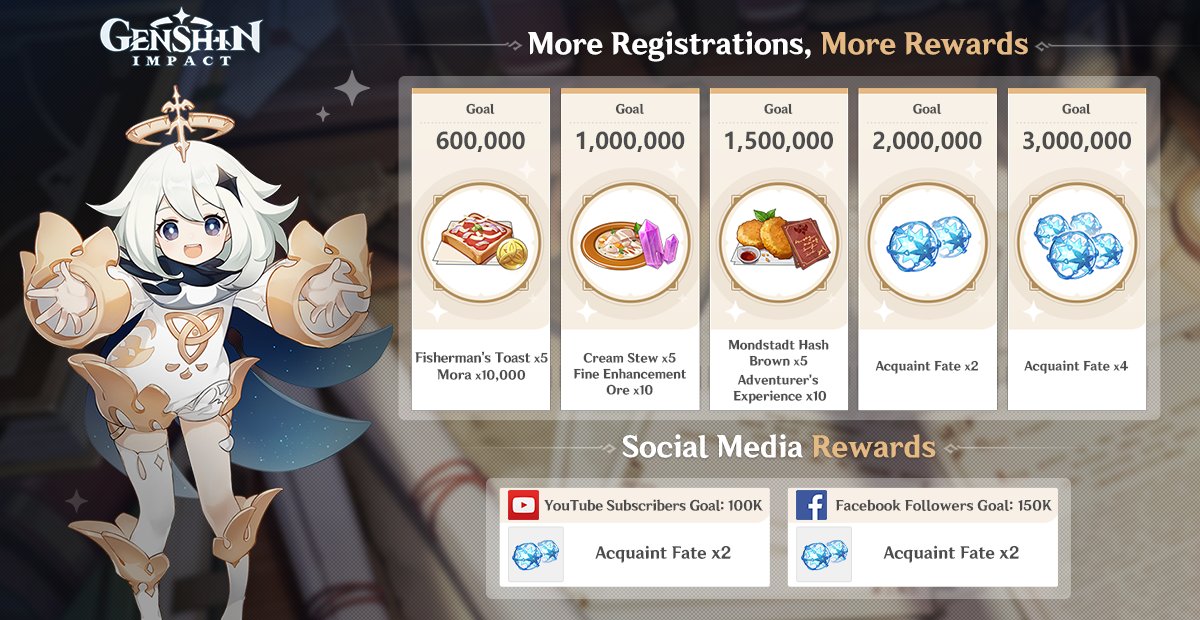 GENSHIN
IMPACT
More Registrations, More Rewards
Goal
600,000
Fisherman's Toast x5
Mora x10,000
Goal
1,000,000
Cream Stew x5
Fine Enhancement
Ore x10
Goal
1,500,000
Mondstadt Hash
Brown x5
Adventurer's
Experience x10
Goal
2,000,000
Acquaint Fate x2
Goal
3,000,000
Acquaint Fate x4
Social Media Rewards
YouTube Subscribers Goal: 100K
Acquaint Fate x2
Facebook Followers Goal: 150K
Acquaint Fate x2